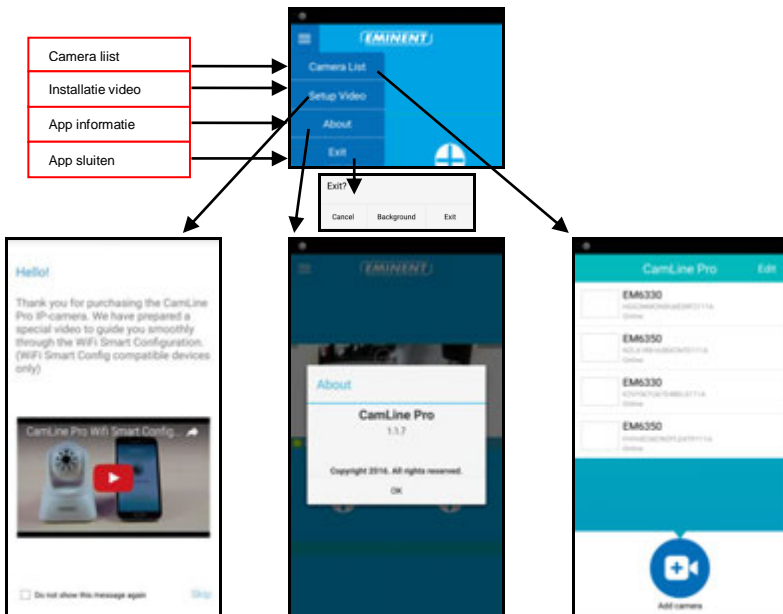 Camera liist
Installatie video
App informatie
App sluiten
EMINENT
Camera List
Setup Video
About
Exit
Exit?
Cancel Background Exit
Hello!
Thank you for purchasing the CamLine
Pro IP-camera. We have prepared a
special video to guide you smoothly
through the WiFi Smart Configuration.
(WiFi Smart Config compatible devices
only)
CamLine Pro Wifi Smart Config...
Do not show this message again Skip
EMINENT
About
CamLine Pro
1.1.7
Copyright 2016. All rights reserved.
OK
CamLine Pro Edit
EM6330
Online
EM6350
Online
EM6330
Online
EM6350
Online
Add camera